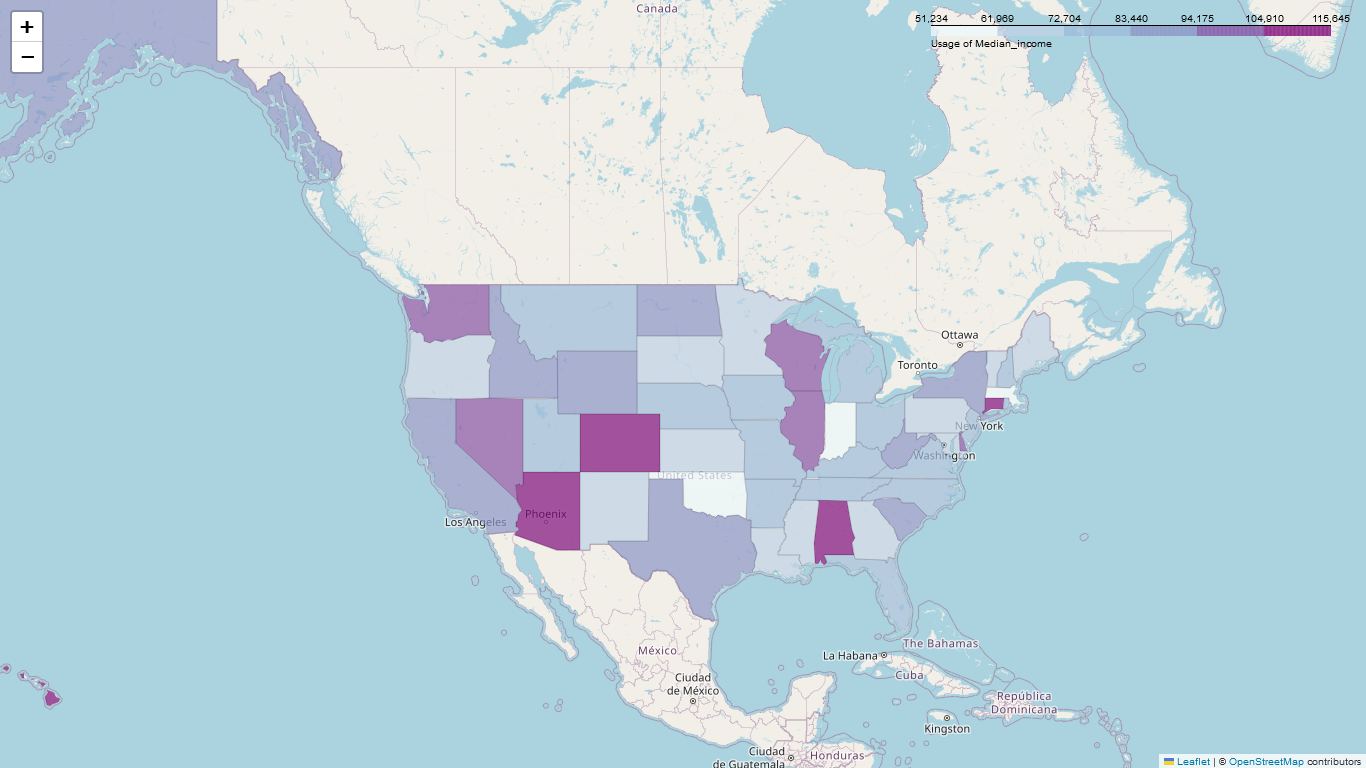 Canada
+
−
51,234 61,969 72,704 83,440 94,175 104,910 115,645
Usage of Median_income
Ottawa
Toronto
New York
Washington
United States
Phoenix
Los Angeles
The Bahamas
La Habana
México
Cuba
Ciudad
de México
República
Dominicana
Kingston
Ciudad
de Guatemala
Honduras
Leaflet | © OpenStreetMap contributors